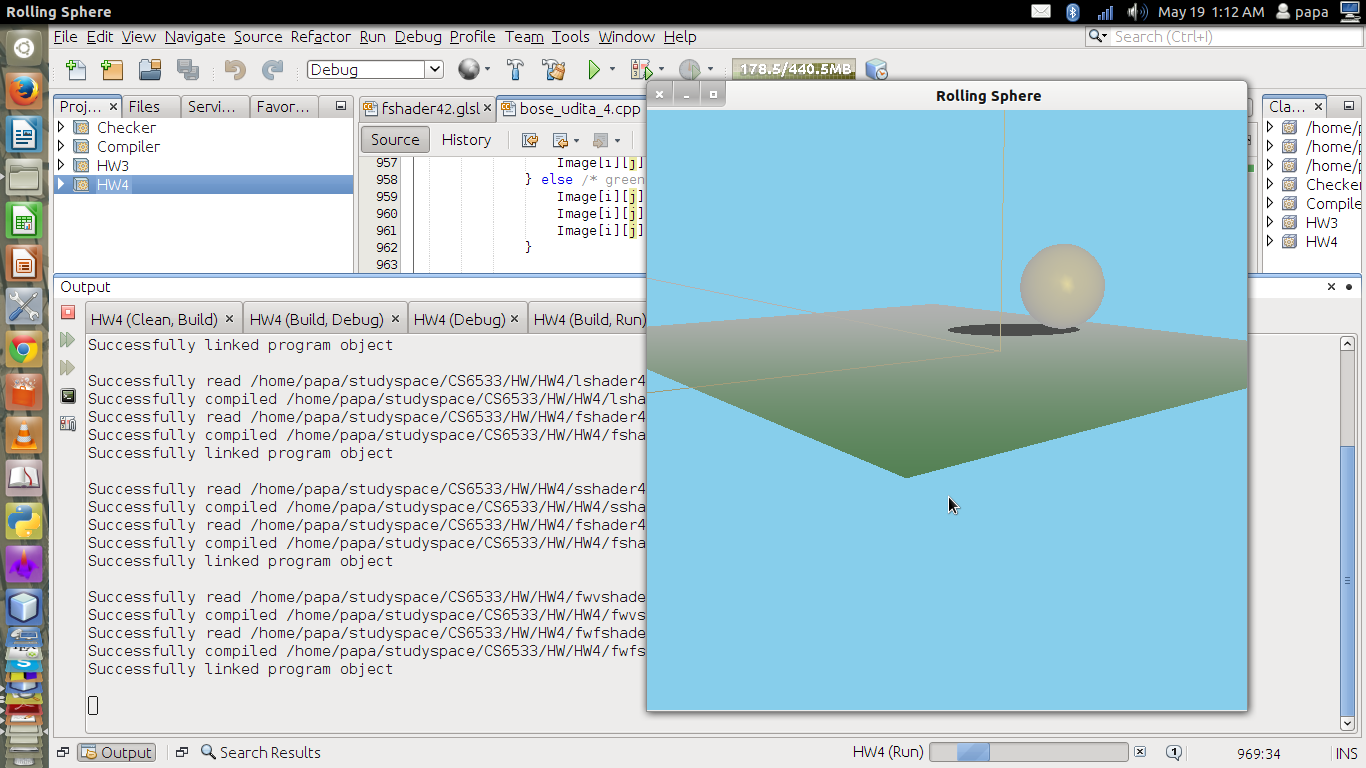 Rolling Sphere
May 19 1:12 AM papa
File Edit View Navigate Source Refactor Run Debug Profile Team Tools Window Help
Search (Ctrl+I)
Debug
178.5/440.5MB
Proj... Files Servi... Favor...
Checker
Compiler
HW3
HW4
fshader42.glsl bose_udita_4.cpp
Source History
957 Image[i][j]
958 } else /* green
959 Image[i][j]
960 Image[i][j]
961 Image[i][j]
962 }
963
Rolling Sphere
Cla...
/home/p
/home/p
/home/p
Checker
Compile
HW3
HW4
Output
HW4 (Clean, Build) HW4 (Build, Debug) HW4 (Debug) HW4 (Build, Run)
Successfully linked program object
Successfully read /home/papa/studyspace/CS6533/HW/HW4/lshader4
Successfully compiled /home/papa/studyspace/CS6533/HW/HW4/lsha
Successfully read /home/papa/studyspace/CS6533/HW/HW4/fshader4
Successfully compiled /home/papa/studyspace/CS6533/HW/HW4/fsha
Successfully linked program object
Successfully read /home/papa/studyspace/CS6533/HW/HW4/sshader4
Successfully compiled /home/papa/studyspace/CS6533/HW/HW4/ssha
Successfully read /home/papa/studyspace/CS6533/HW/HW4/fshader4
Successfully compiled /home/papa/studyspace/CS6533/HW/HW4/fsha
Successfully linked program object
Successfully read /home/papa/studyspace/CS6533/HW/HW4/fwvshade
Successfully compiled /home/papa/studyspace/CS6533/HW/HW4/fwvs
Successfully read /home/papa/studyspace/CS6533/HW/HW4/fwfshade
Successfully compiled /home/papa/studyspace/CS6533/HW/HW4/fwfs
Successfully linked program object
Output Search Results
HW4 (Run)
1
969:34
INS